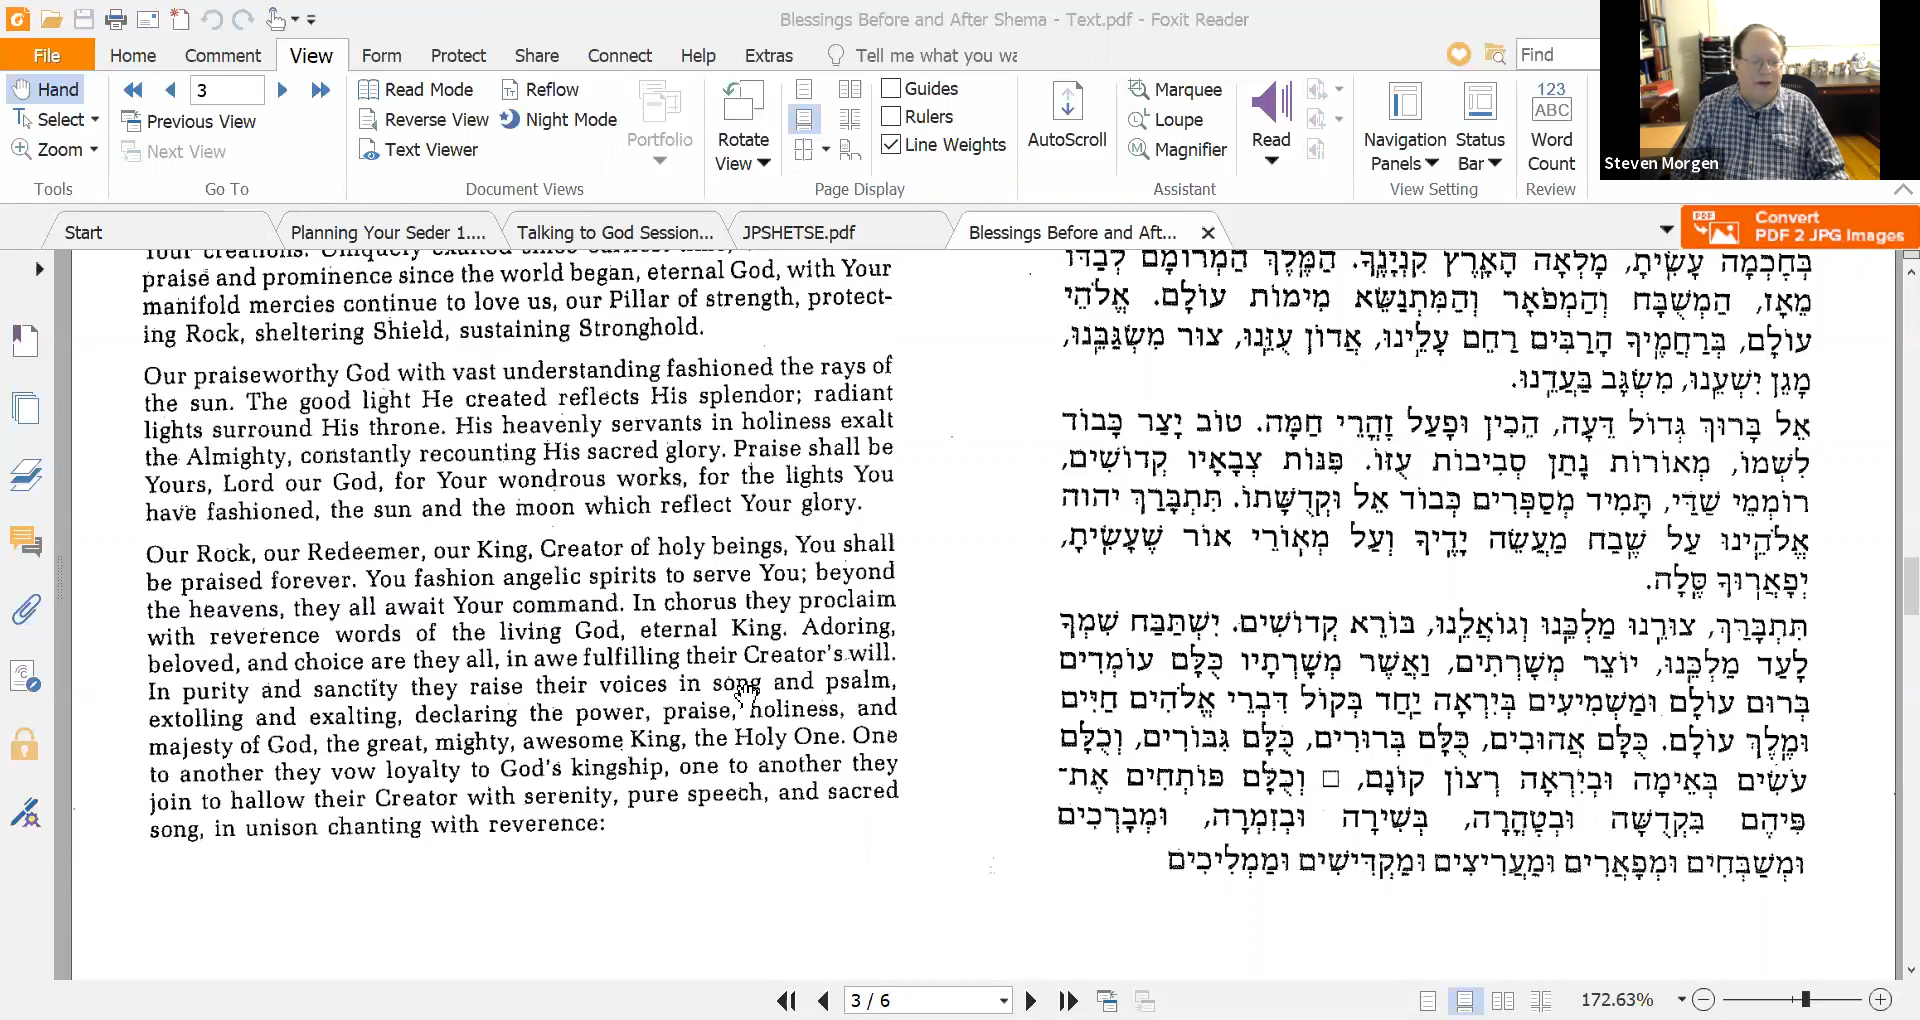 Blessings Before and After Shema - Text.pdf - Foxit Reader
File Home Comment View Form Protect Share Connect Help Extras Tell me what you wa Find
Hand
Select
Zoom
Tools
3
Previous View
Next View
Go To
Read Mode
Reverse View
Text Viewer
Reflow
Night Mode
Document Views
Portfolio
Rotate
View
Guides
Rulers
Line Weights
Page Display
AutoScroll
Marquee
Loupe
Magnifier
Read
Assistant
Navigation
Panels
Status
Bar
View Setting
123
ABC
Word
Count
Review
Steven Morgen
Start
Planning Your Seder 1....
Talking to God Session...
JPSHETSE.pdf
Blessings Before and Aft...
PDF
Convert
PDF 2 JPG Images
Your creations. Uniquely exalted since earliest time,
praise and prominence since the world began, eternal God, with Your
manifold mercies continue to love us, our Pillar of strength, protect-
ing Rock, sheltering Shield, sustaining Stronghold.
Our praiseworthy God with vast understanding fashioned the rays of
the sun. The good light He created reflects His splendor; radiant
lights surround His throne. His heavenly servants in holiness exalt
the Almighty, constantly recounting His sacred glory. Praise shall be
Yours, Lord our God, for Your wondrous works, for the lights You
have fashioned, the sun and the moon which reflect Your glory.
Our Rock, our Redeemer, our King, Creator of holy beings, You shall
be praised forever. You fashion angelic spirits to serve You; beyond
the heavens, they all await Your command. In chorus they proclaim
with reverence words of the living God, eternal King. Adoring,
beloved, and choice are they all, in awe fulfilling their Creator's will.
In purity and sanctity they raise their voices in song and psalm,
extolling and exalting, declaring the power, praise, holiness, and
majesty of God, the great, mighty, awesome King, the Holy One. One
to another they vow loyalty to God's kingship, one to another they
join to hallow their Creator with serenity, pure speech, and sacred
song, in unison chanting with reverence:
בְּחָכְמָה עָשִׂיתָ, מָלְאָה הָאָרֶץ קִנְיָנֶךָ. הַמֶּלֶךְ הַמְרוֹמָם לְבַדּוֹ
מֵאָז, הַמְשֻׁבָּח וְהַמְפֹאָר וְהַמִּתְנַשֵּׂא מִימוֹת עוֹלָם. אֱלֹהֵי
עוֹלָם, בְּרַחֲמֶיךָ הָרַבִּים רַחֵם עָלֵינוּ, אֲדוֹן עֻזֵּנוּ, צוּר מִשְׂגַּבֵּנוּ,
מָגֵן יִשְׁעֵנוּ, מִשְׂגָּב בַּעֲדֵנוּ.
אֵל בָּרוּךְ גְּדוֹל דֵּעָה, הֵכִין וּפָעַל זָהֳרֵי חַמָּה. טוֹב יָצַר כָּבוֹד
לִשְׁמוֹ, מְאוֹרוֹת נָתַן סְבִיבוֹת עֻזּוֹ. פִּנּוֹת צְבָאָיו קְדוֹשִׁים,
רוֹמְמֵי שַׁדַּי, תָּמִיד מְסַפְּרִים כְּבוֹד אֵל וּקְדֻשָּׁתוֹ. תִּתְבָּרַךְ יהוה
אֱלֹהֵינוּ עַל שֶׁבַח מַעֲשֵׂה יָדֶיךָ וְעַל מְאוֹרֵי אוֹר שֶׁעָשִׂיתָ,
יְפָאֲרוּךָ סֶּלָה.
תִּתְבָּרַךְ, צוּרֵנוּ מַלְכֵּנוּ וְגוֹאֲלֵנוּ, בּוֹרֵא קְדוֹשִׁים. יִשְׁתַּבַּח שִׁמְךָ
לָעַד מַלְכֵּנוּ, יוֹצֵר מְשָׁרְתִים, וַאֲשֶׁר מְשָׁרְתָיו כֻּלָּם עוֹמְדִים
בְּרוּם עוֹלָם וּמַשְׁמִיעִים בְּיִרְאָה יַחַד בְּקוֹל דִּבְרֵי אֱלֹהִים חַיִּים
וּמֶלֶךְ עוֹלָם. כֻּלָּם אֲהוּבִים, כֻּלָּם בְּרוּרִים, כֻּלָּם גִּבּוֹרִים, וְכֻלָּם
עֹשִׂים בְּאֵימָה וּבְיִרְאָה רְצוֹן קוֹנָם, □ וְכֻלָּם פּוֹתְחִים אֶת־
פִּיהֶם בִּקְדֻשָּׁה וּבְטָהֳרָה, בְּשִׁירָה וּבְזִמְרָה, וּמְבָרְכִים
וּמְשַׁבְּחִים וּמְפָאֲרִים וּמַעֲרִיצִים וּמַקְדִּישִׁים וּמַמְלִיכִים
3 / 6
172.63%